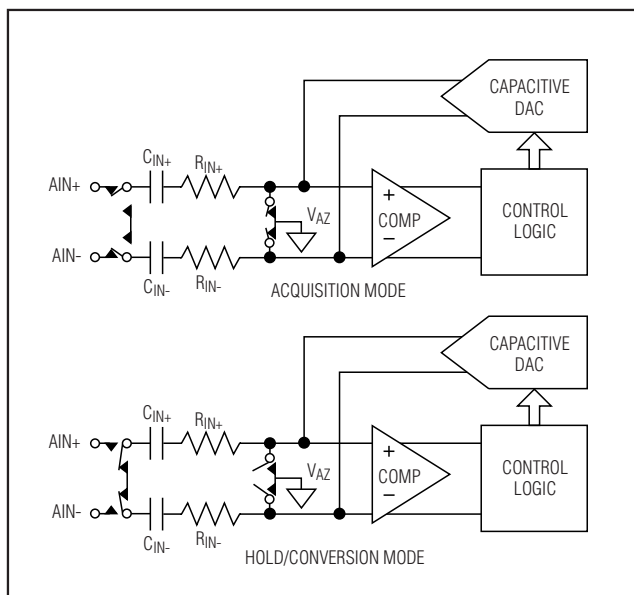 CAPACITIVE
DAC
CIN+
RIN+
AIN+
VAZ
+
COMP
−
CONTROL
LOGIC
AIN-
CIN-
RIN-
ACQUISITION MODE
CAPACITIVE
DAC
CIN+
RIN+
AIN+
VAZ
+
COMP
−
CONTROL
LOGIC
AIN-
CIN-
RIN-
HOLD/CONVERSION MODE